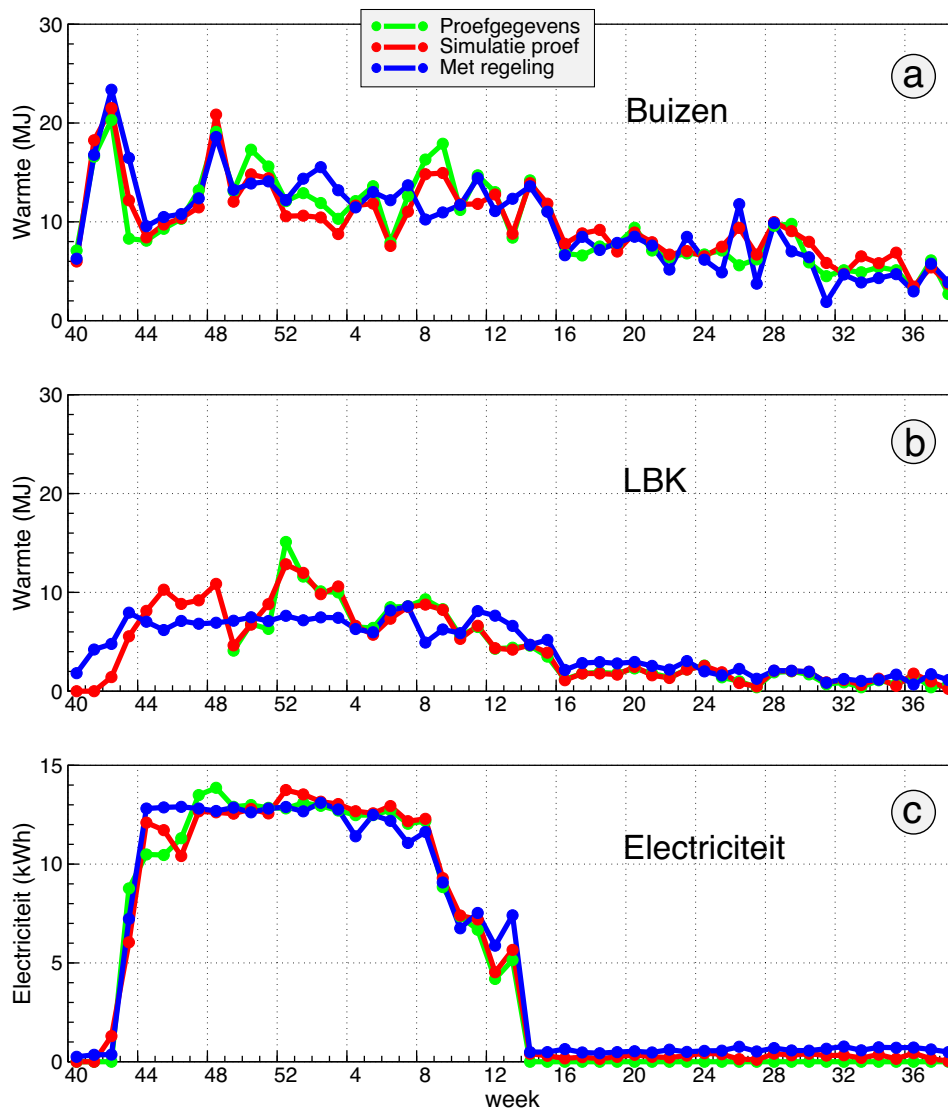 Proefgegevens
Simulatie proef
Met regeling
a
Buizen
Warmte (MJ)
30
20
10
0
40 44 48 52 4 8 12 16 20 24 28 32 36
b
LBK
Warmte (MJ)
30
20
10
0
40 44 48 52 4 8 12 16 20 24 28 32 36
c
Electriciteit
Electriciteit (kWh)
15
10
5
0
40 44 48 52 4 8 12 16 20 24 28 32 36
week